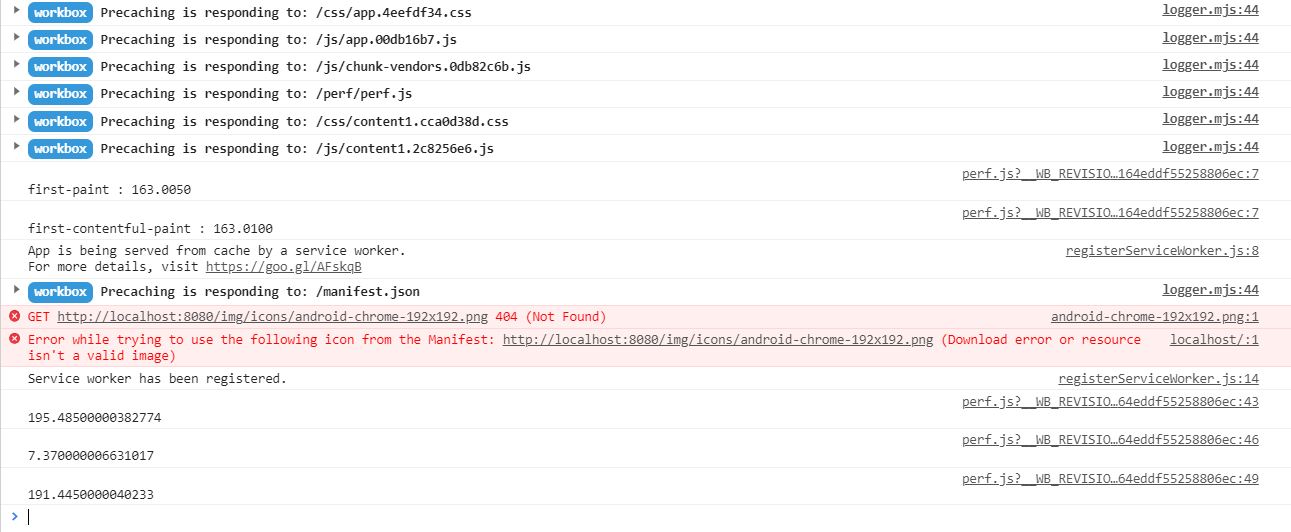 workbox Precaching is responding to: /css/app.4eefdf34.css logger.mjs:44
workbox Precaching is responding to: /js/app.00db16b7.js logger.mjs:44
workbox Precaching is responding to: /js/chunk-vendors.0db82c6b.js logger.mjs:44
workbox Precaching is responding to: /perf/perf.js logger.mjs:44
workbox Precaching is responding to: /css/content1.cca0d38d.css logger.mjs:44
workbox Precaching is responding to: /js/content1.2c8256e6.js logger.mjs:44
perf.js?__WB_REVISIO…164eddf55258806ec:7
first-paint : 163.0050
perf.js?__WB_REVISIO…164eddf55258806ec:7
first-contentful-paint : 163.0100
App is being served from cache by a service worker. registerServiceWorker.js:8
For more details, visit https://goo.gl/AFskqB
workbox Precaching is responding to: /manifest.json logger.mjs:44
GET http://localhost:8080/img/icons/android-chrome-192x192.png 404 (Not Found) android-chrome-192x192.png:1
Error while trying to use the following icon from the Manifest: http://localhost:8080/img/icons/android-chrome-192x192.png (Download error or resource localhost/:1
isn't a valid image)
Service worker has been registered. registerServiceWorker.js:14
perf.js?__WB_REVISIO…64eddf55258806ec:43
195.48500000382774
perf.js?__WB_REVISIO…64eddf55258806ec:46
7.370000006631017
perf.js?__WB_REVISIO…64eddf55258806ec:49
191.4450000040233